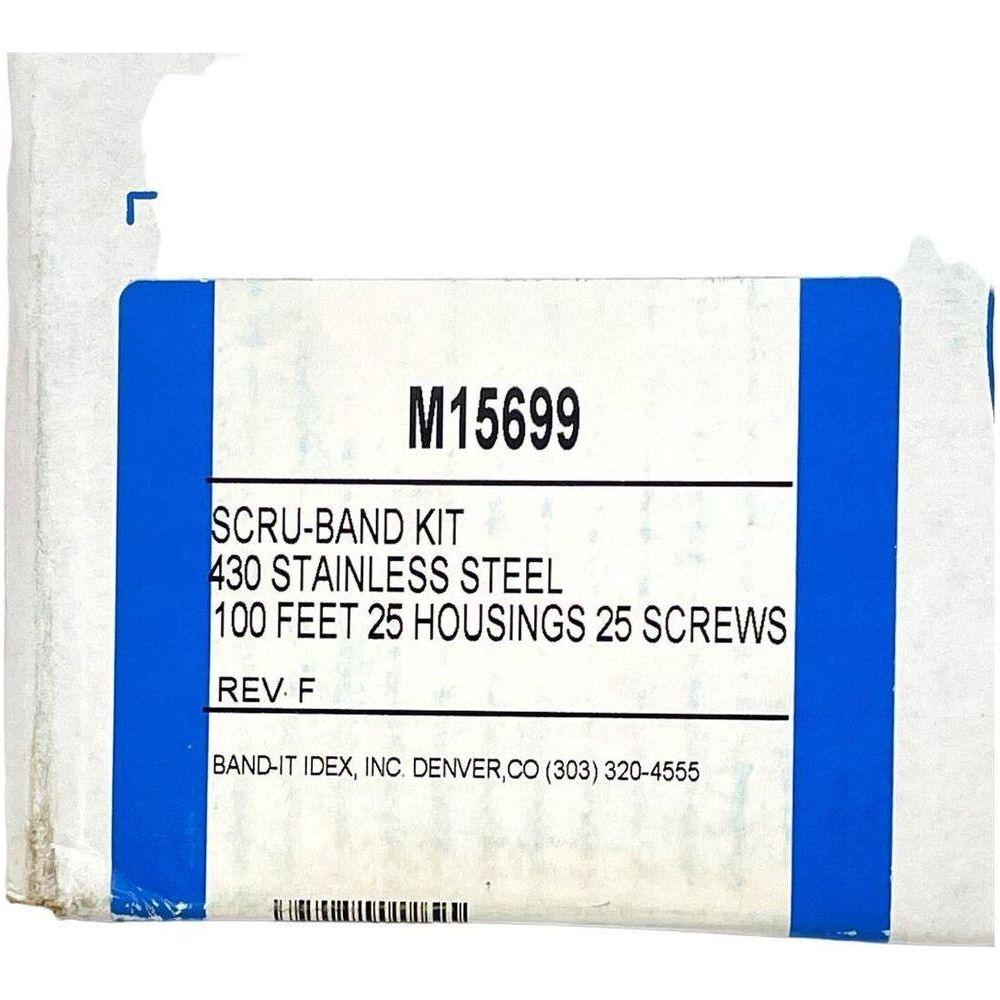 M15699
SCRU-BAND KIT
430 STAINLESS STEEL
100 FEET 25 HOUSINGS 25 SCREWS
REV. F
BAND-IT IDEX, INC. DENVER,CO (303) 320-4555